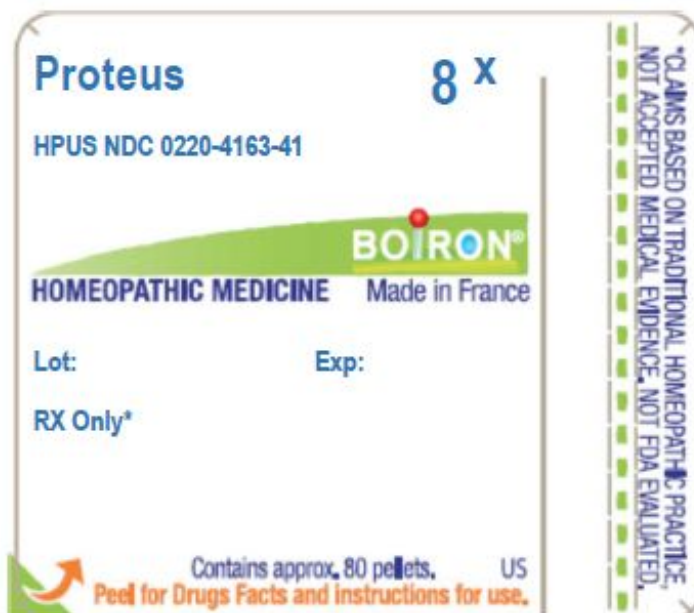 Proteus 8 X
HPUS NDC 0220-4163-41
BOIRON®
HOMEOPATHIC MEDICINE Made in France
Lot: Exp:
RX Only*
Contains approx. 80 pellets. US
Peel for Drugs Facts and instructions for use.
*CLAIMS BASED ON TRADITIONAL HOMEOPATHIC PRACTICE,
NOT ACCEPTED MEDICAL EVIDENCE. NOT FDA EVALUATED.